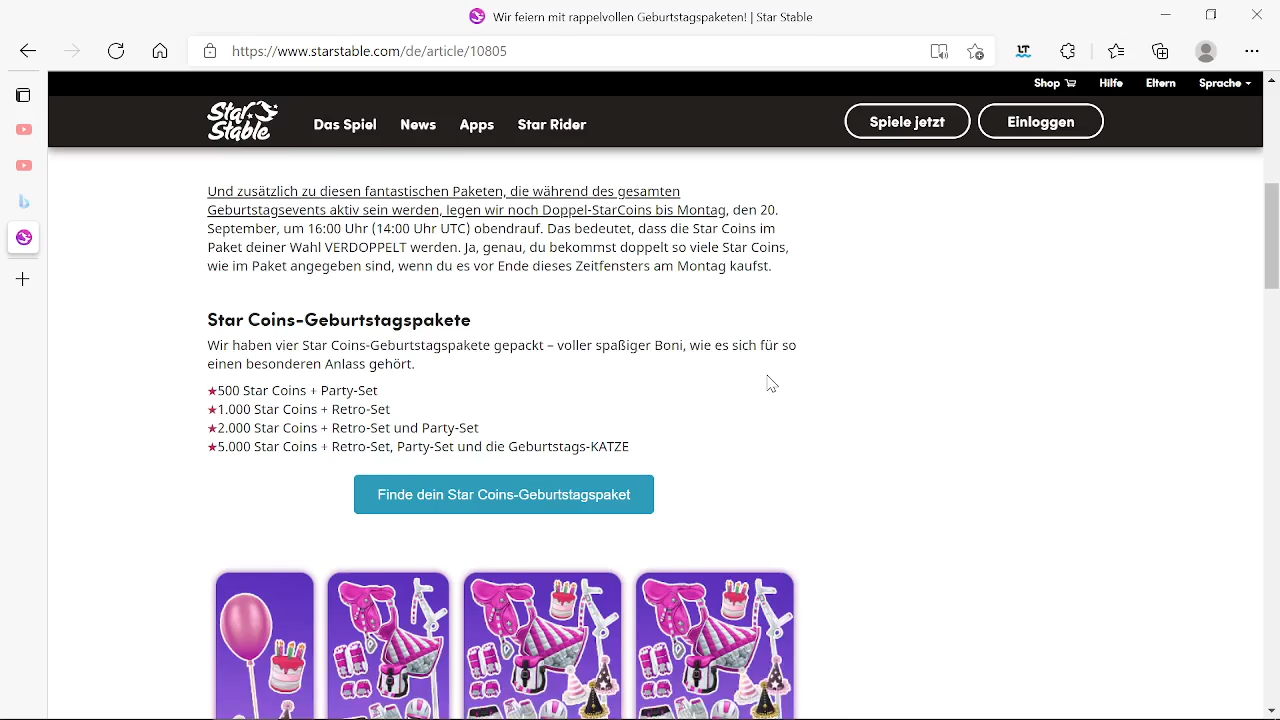 Wir feiern mit rappelvollen Geburtstagspaketen! | Star Stable
https://www.starstable.com/de/article/10805
LT
Shop
Hilfe
Eltern
Sprache
Star Stable
Das Spiel
News
Apps
Star Rider
Spiele jetzt
Einloggen
Und zusätzlich zu diesen fantastischen Paketen, die während des gesamten
Geburtstagsevents aktiv sein werden, legen wir noch Doppel-StarCoins bis Montag, den 20.
September, um 16:00 Uhr (14:00 Uhr UTC) obendrauf. Das bedeutet, dass die Star Coins im
Paket deiner Wahl VERDOPPELT werden. Ja, genau, du bekommst doppelt so viele Star Coins,
wie im Paket angegeben sind, wenn du es vor Ende dieses Zeitfensters am Montag kaufst.
Star Coins-Geburtstagspakete
Wir haben vier Star Coins-Geburtstagspakete gepackt – voller spaßiger Boni, wie es sich für so
einen besonderen Anlass gehört.
★500 Star Coins + Party-Set
★1.000 Star Coins + Retro-Set
★2.000 Star Coins + Retro-Set und Party-Set
★5.000 Star Coins + Retro-Set, Party-Set und die Geburtstags-KATZE
Finde dein Star Coins-Geburtstagspaket